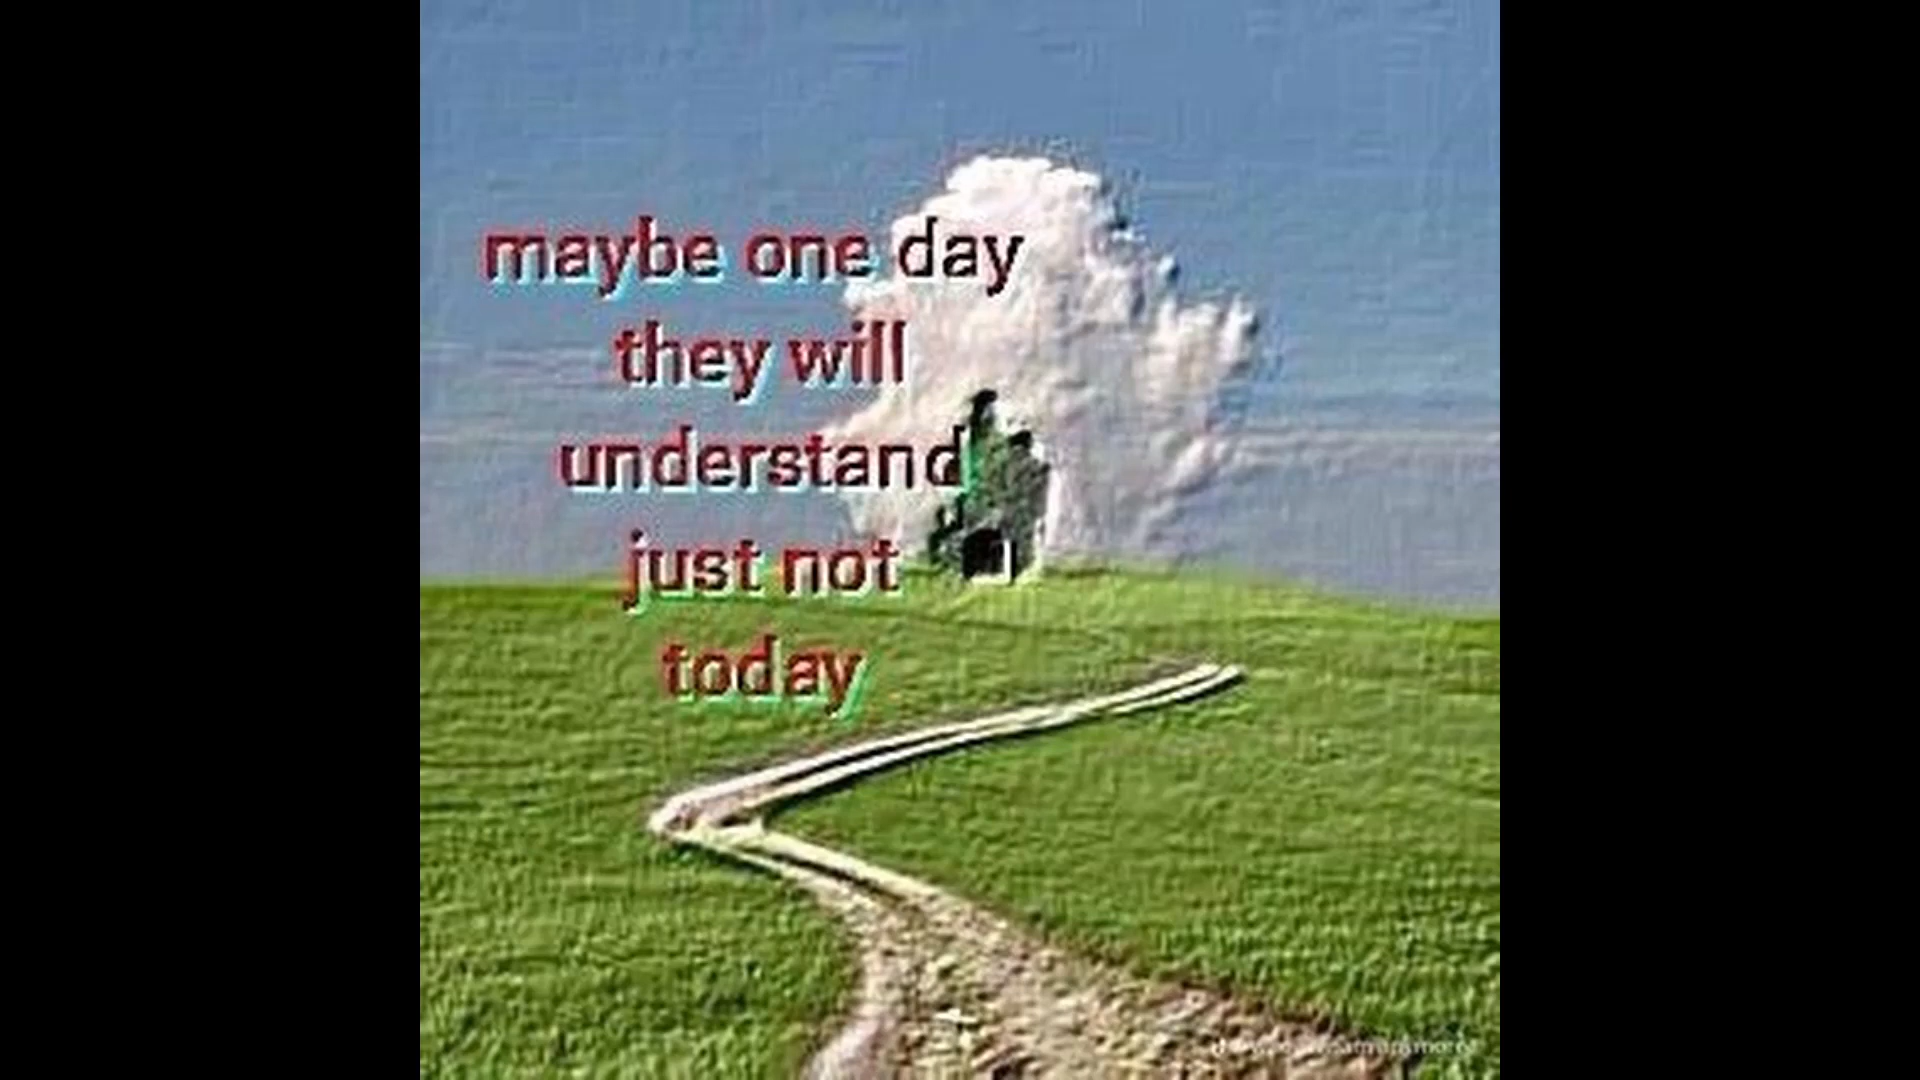 maybe one day
they will
understand
just not
today